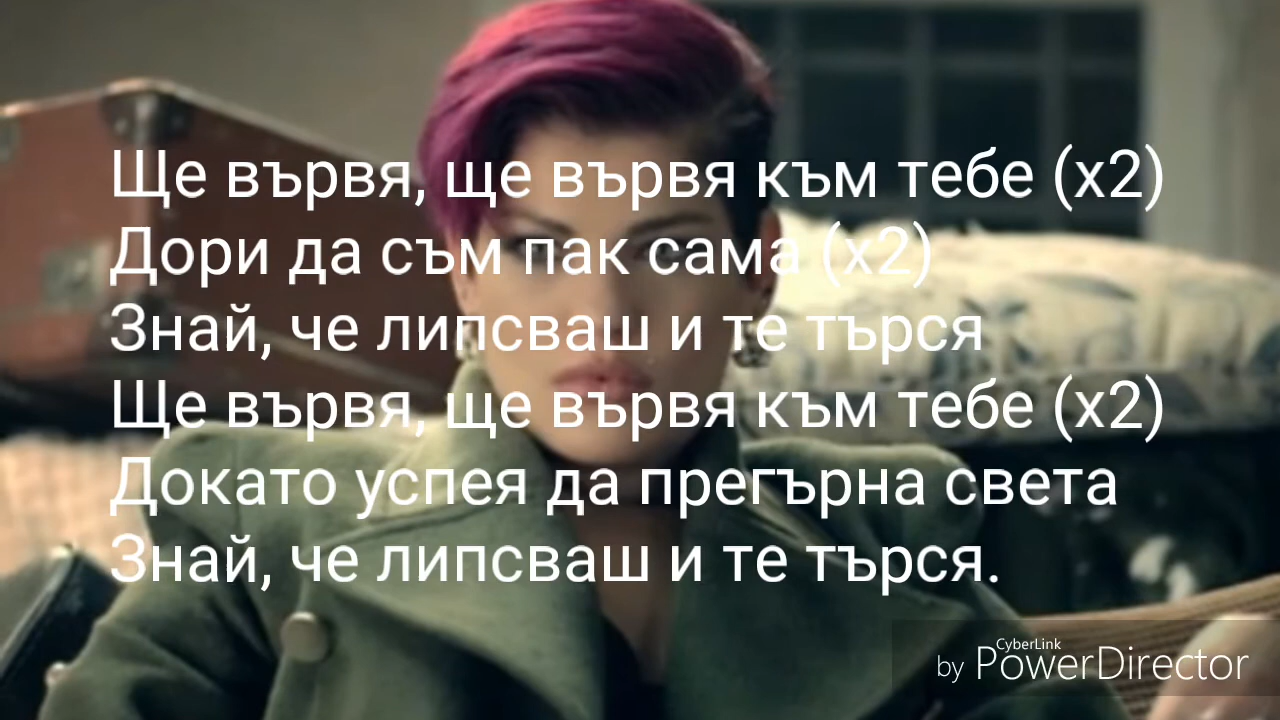 Ще вървя, ще вървя към тебе (x2)
Дори да съм пак сама (x2)
Знай, че липсваш и те търся
Ще вървя, ще вървя към тебе (x2)
Докато успея да прегърна света
Знай, че липсваш и те търся.
CyberLink
by PowerDirector